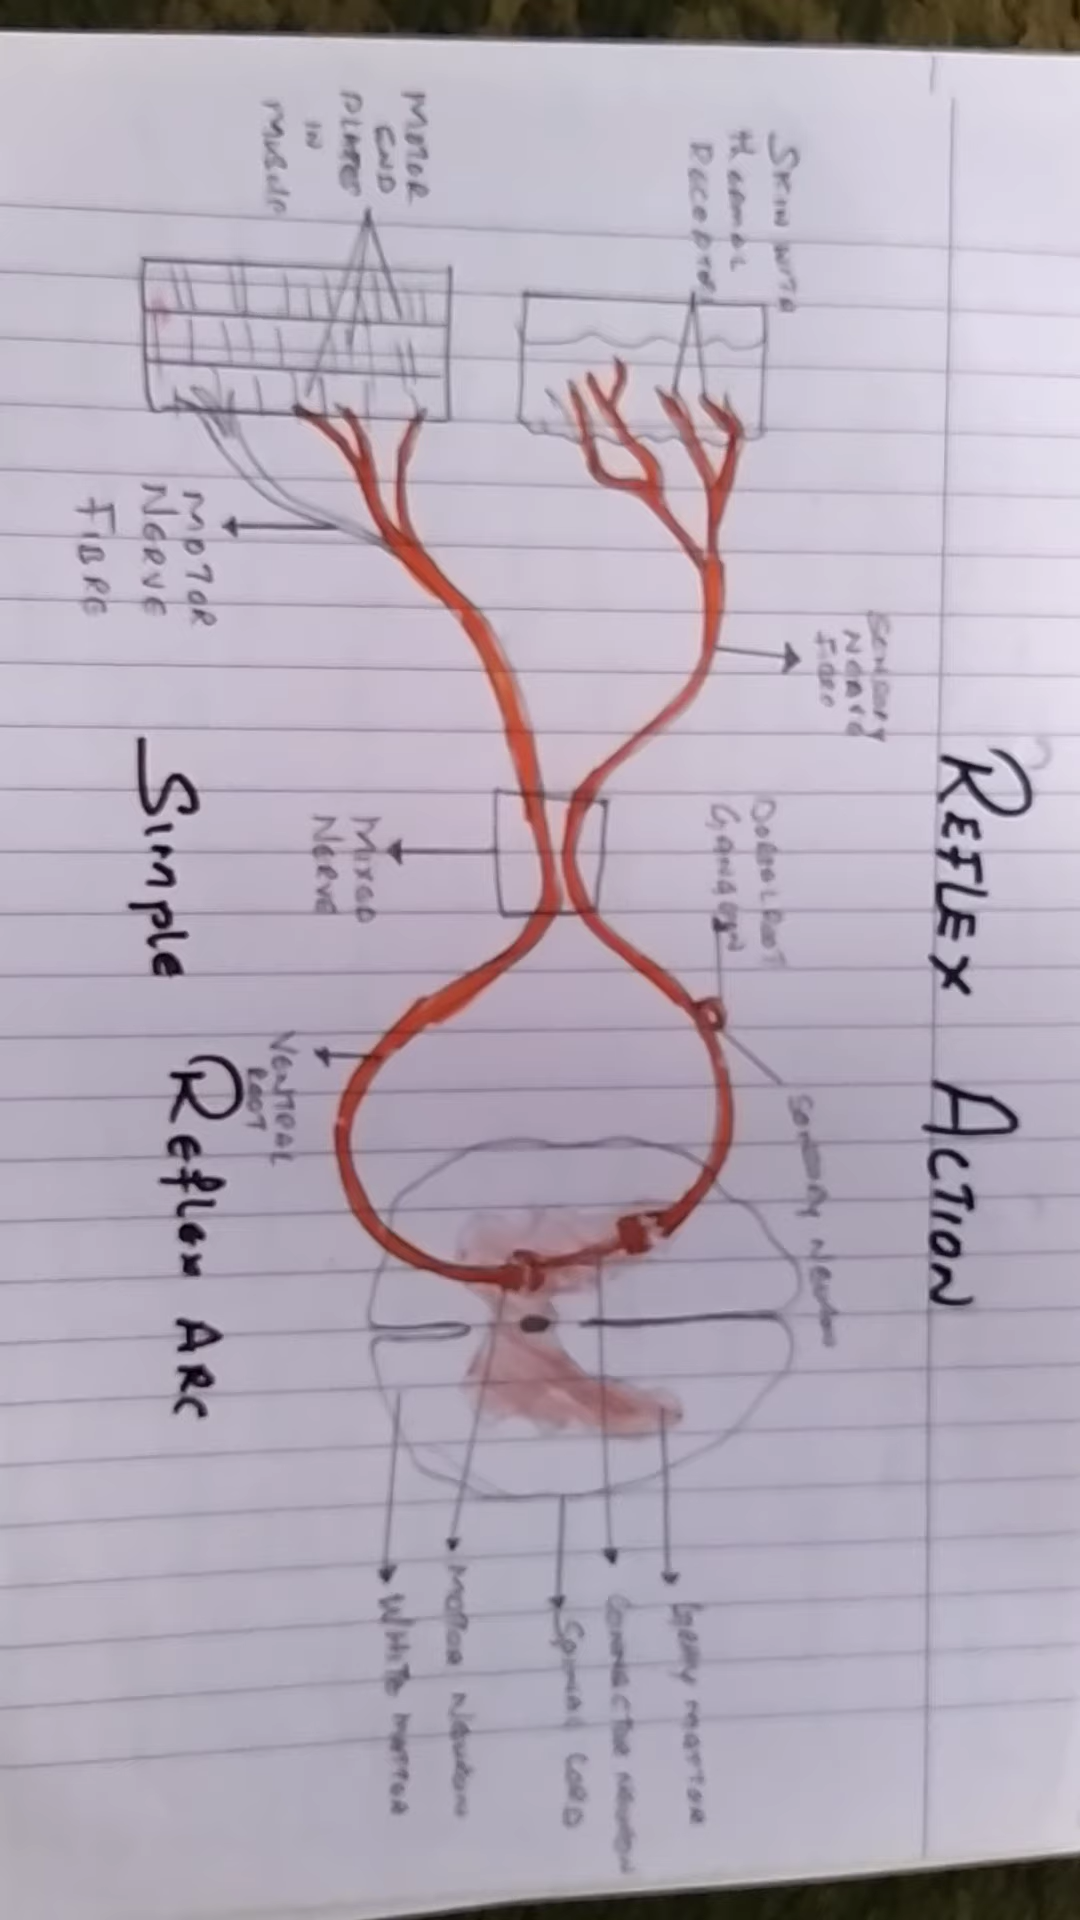 REFLEX ACTION
SKIN WITH
thERMAL
RECEPTOR
SENSORY
NERVE
FIBRE
DORSAL ROOT
GANGLION
SENSORY NEURON
GREY MATTER
CONNECTOR NEURON
SPINAL CORD
MOTOR NEURON
WHITE MATTER
MOTOR
END
PLATES
IN
MUSCLE
MOTOR
NERVE
FIBRE
MIXED
NERVE
VENTRAL
ROOT
SIMPLE REFLEX ARC